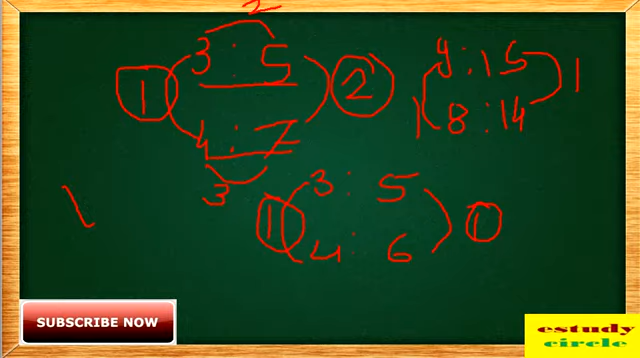 2
3 : 5
1
2
4 : 7
3
9 : 15
1
8 : 14
1
3 : 5
1
1
4 : 6
SUBSCRIBE NOW
estudy
circle